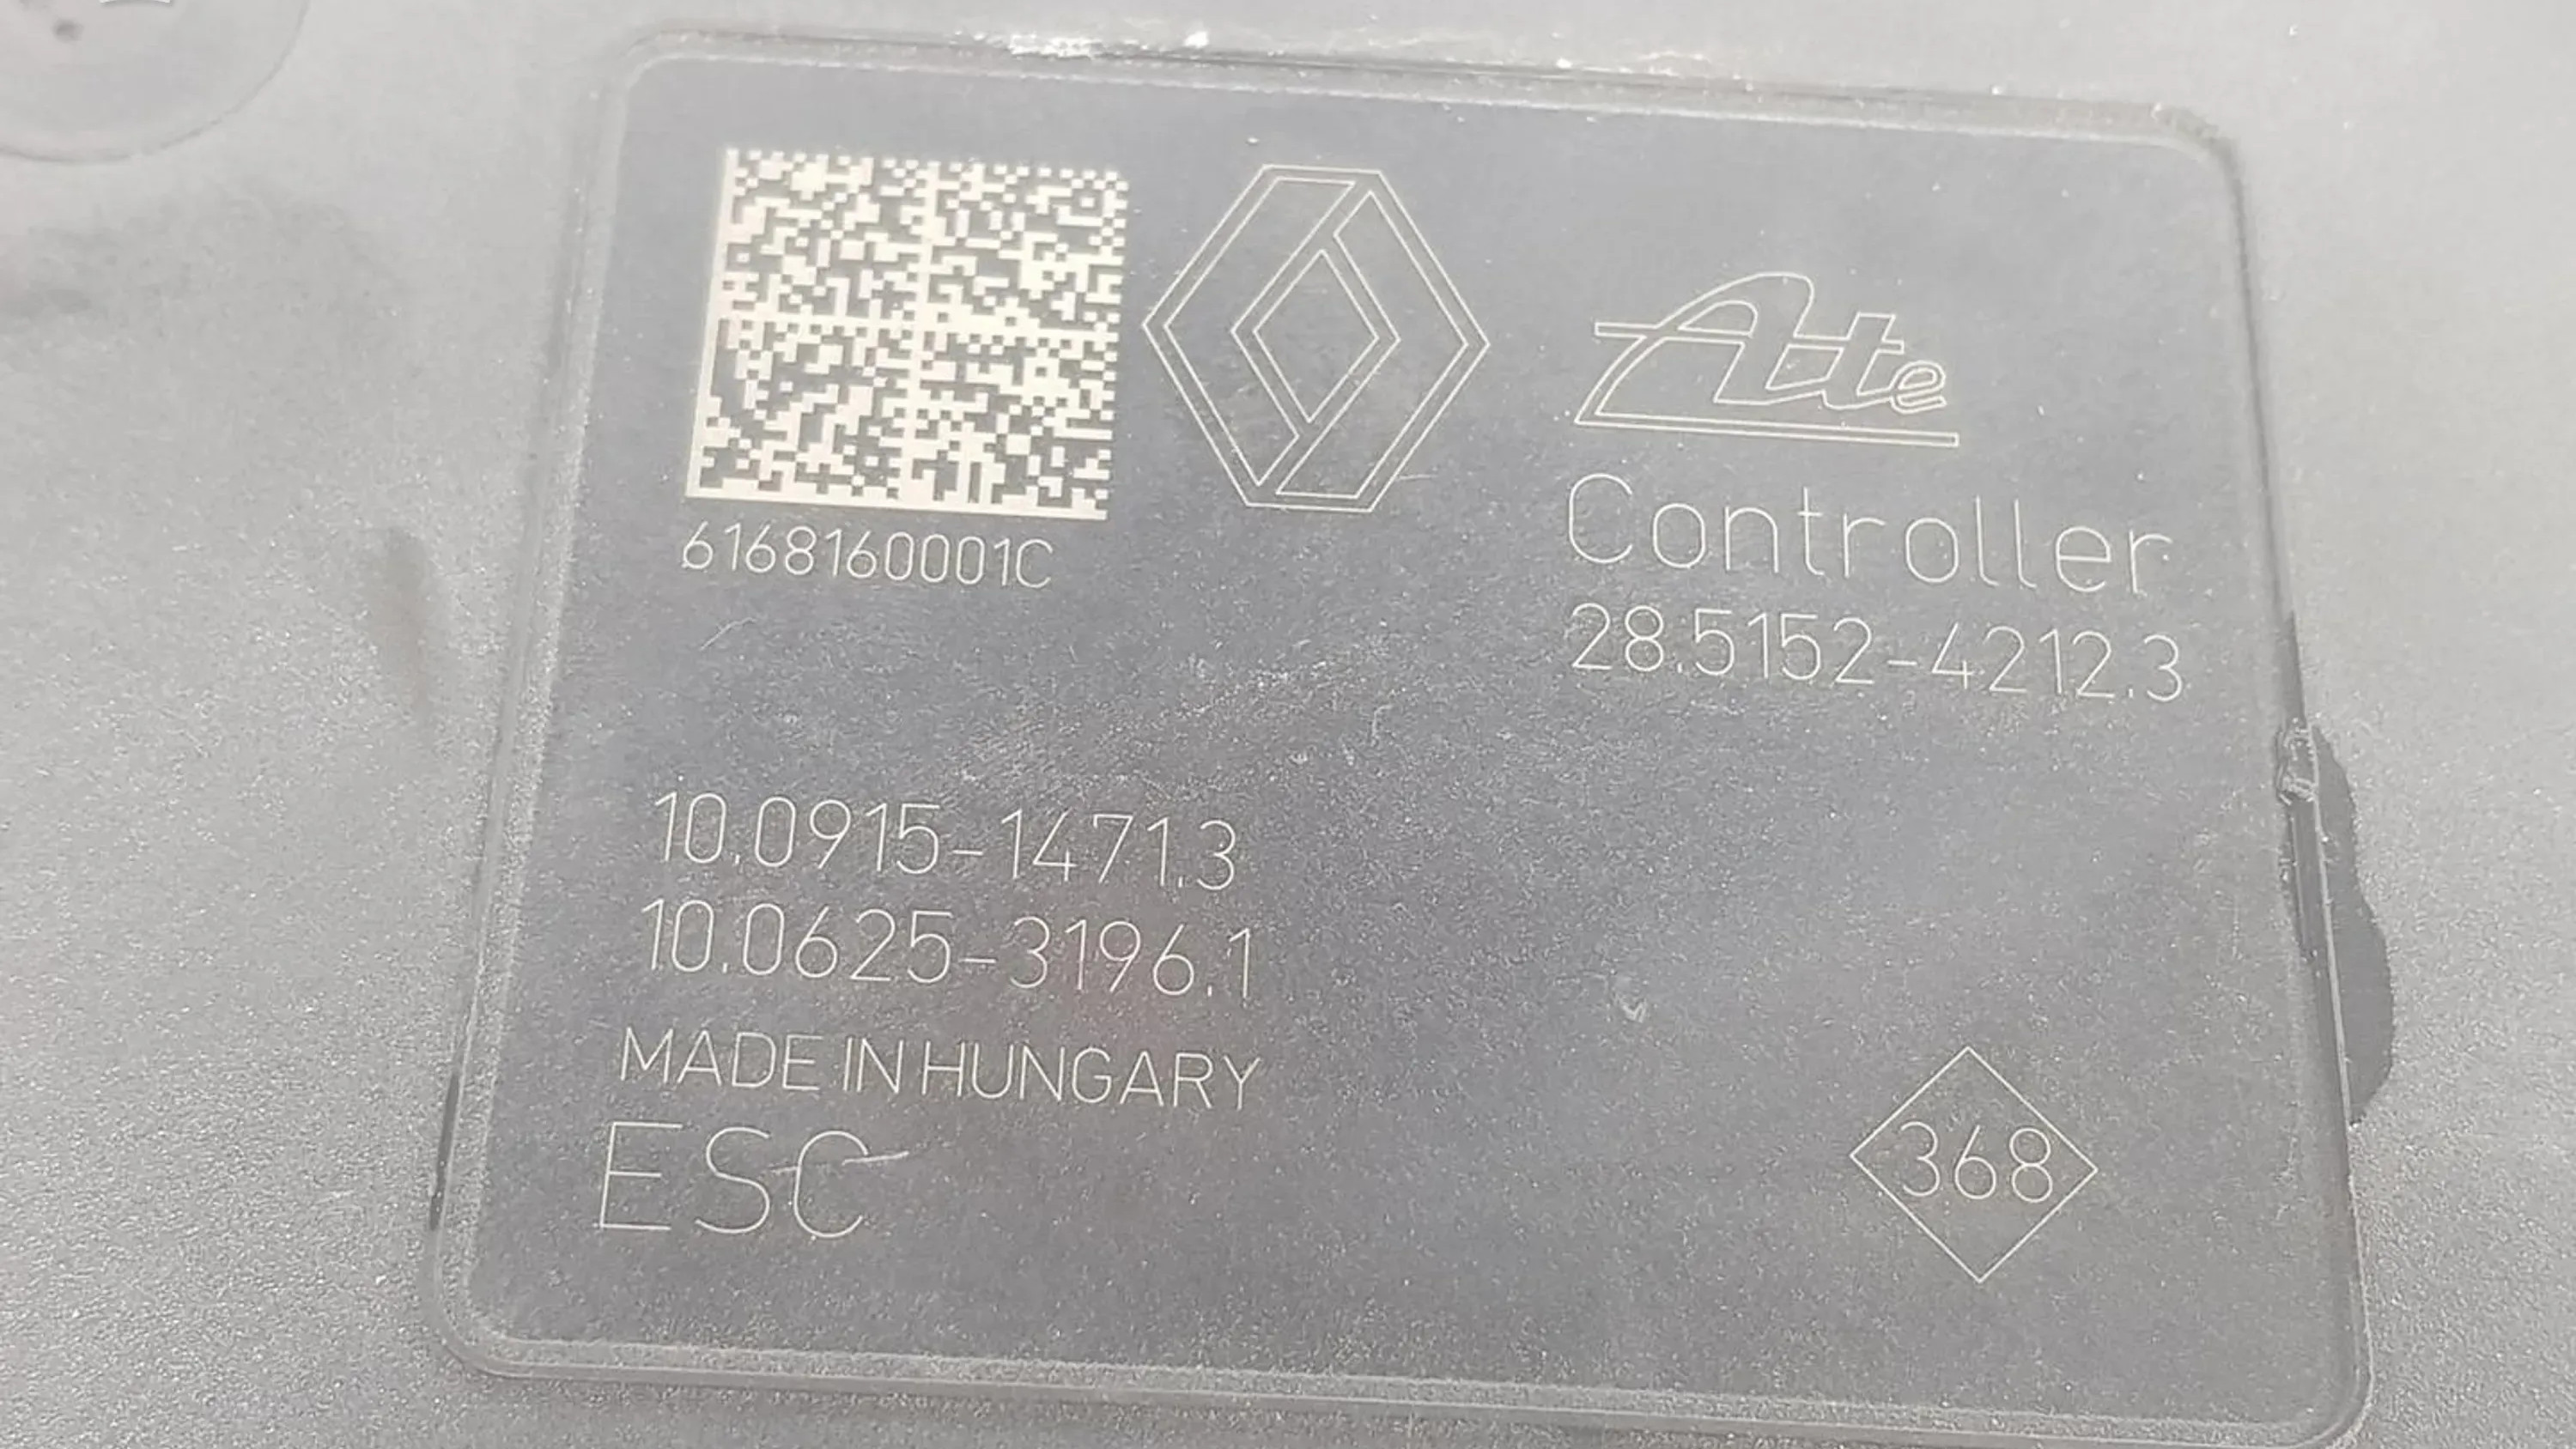 6168160001C
Ate
Controller
28.5152-4212.3
10.0915-1471.3
10.0625-3196.1
MADE IN HUNGARY
ESC
368